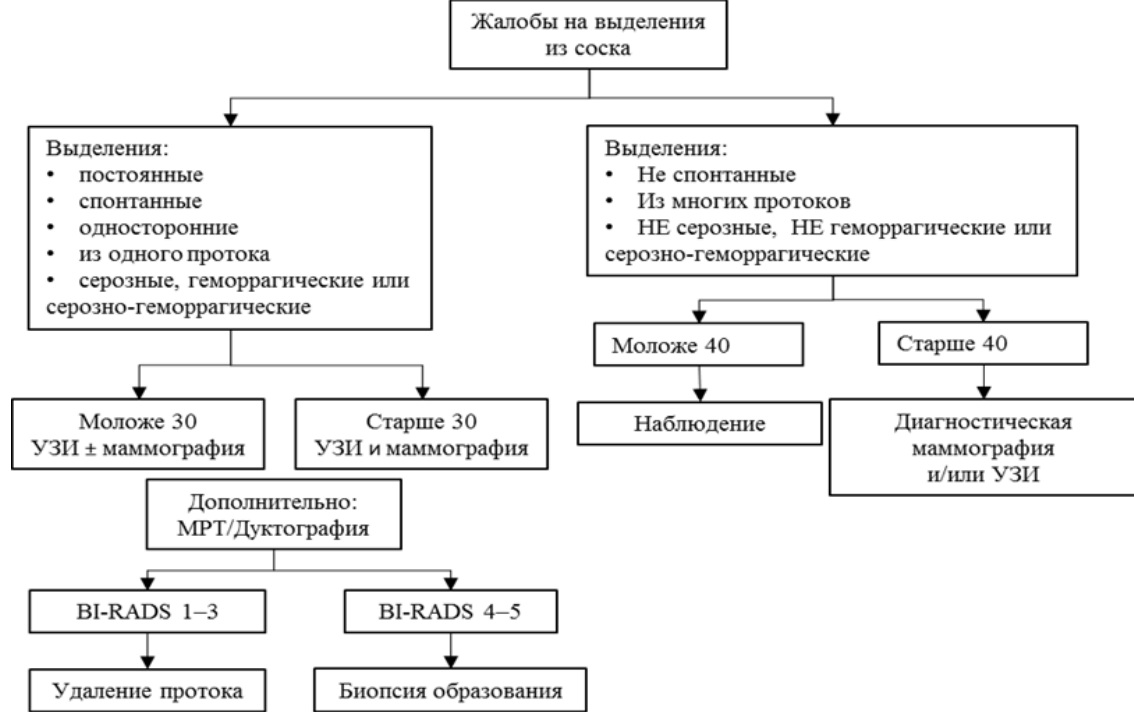 Жалобы на выделения
из соска
Выделения:
• постоянные
• спонтанные
• односторонние
• из одного протока
• серозные, геморрагические или
серозно-геморрагические
Выделения:
• Не спонтанные
• Из многих протоков
• НЕ серозные, НЕ геморрагические или
серозно-геморрагические
Моложе 30
УЗИ ± маммография
Старше 30
УЗИ и маммография
Моложе 40
Старше 40
Наблюдение
Диагностическая
маммография
и/или УЗИ
Дополнительно:
МРТ/Дуктография
BI-RADS 1–3
BI-RADS 4–5
Удаление протока
Биопсия образования